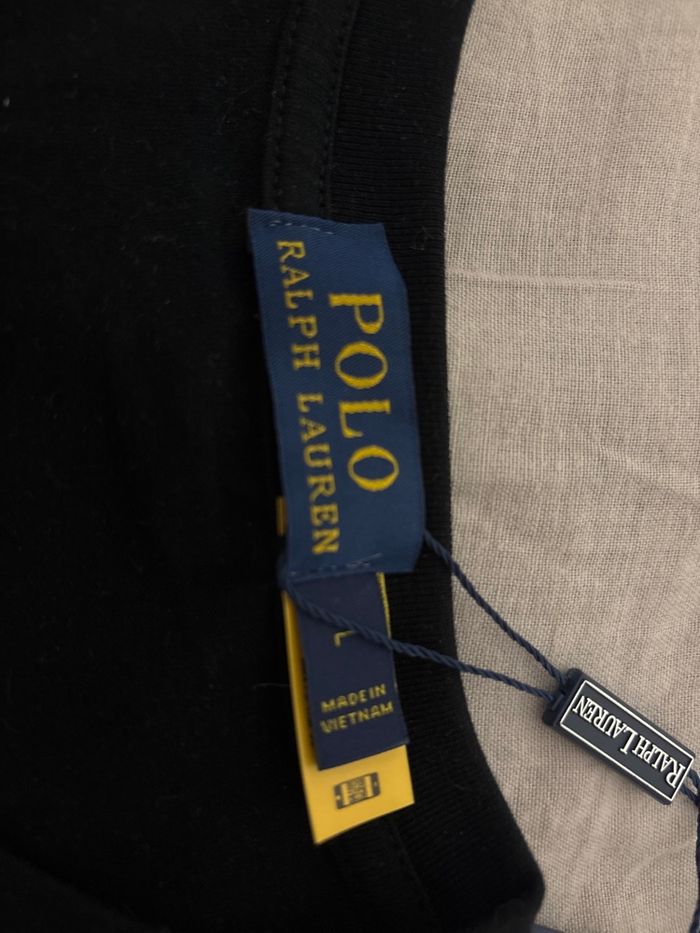 POLO
RALPH LAUREN
L
MADE IN
VIETNAM
RALPH LAUREN